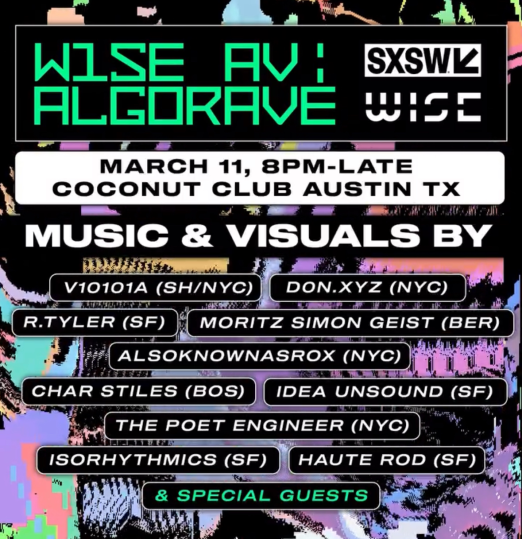 W1SE AV:
SXSW
ALGORAVE
WISE
MARCH 11, 8PM-LATE
COCONUT CLUB AUSTIN TX
MUSIC & VISUALS BY
V10101A (SH/NYC) DON.XYZ (NYC)
R.TYLER (SF) MORITZ SIMON GEIST (BER)
ALSOKNOWNASROX (NYC)
CHAR STILES (BOS) IDEA UNSOUND (SF)
THE POET ENGINEER (NYC)
ISORHYTHMICS (SF) HAUTE ROD (SF)
& SPECIAL GUESTS